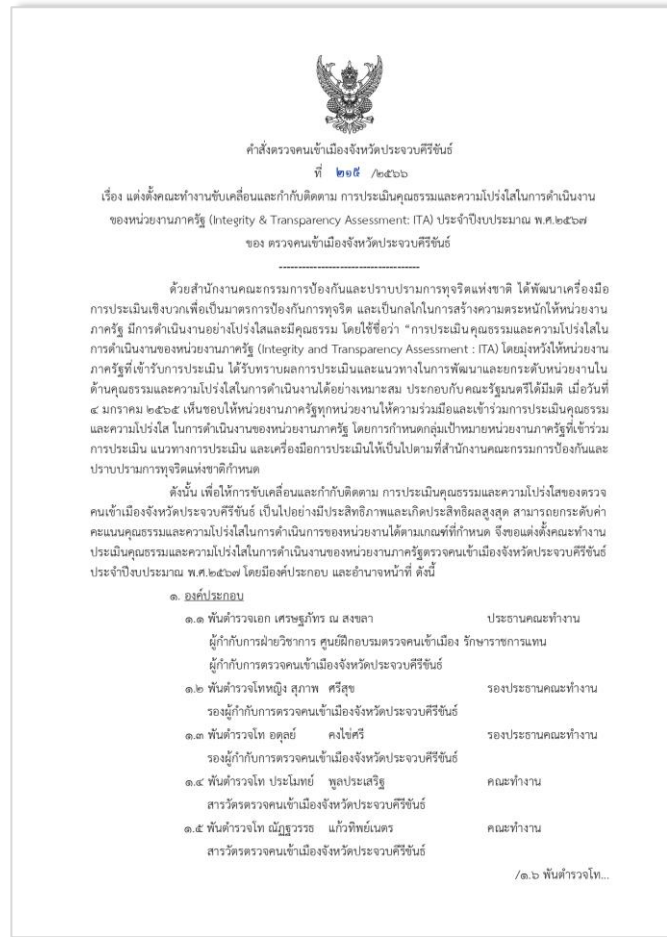 คำสั่งตรวจคนเข้าเมืองจังหวัดประจวบคีรีขันธ์
ที่ ๒๑๕ /๒๕๖๖
เรื่อง แต่งตั้งคณะทำงานขับเคลื่อนและกำกับติดตาม การประเมินคุณธรรมและความโปร่งใสในการดำเนินงาน
ของหน่วยงานภาครัฐ (Integrity & Transparency Assessment: ITA) ประจำปีงบประมาณ พ.ศ.๒๕๖๗
ของ ตรวจคนเข้าเมืองจังหวัดประจวบคีรีขันธ์
------------------------------------
ด้วยสำนักงานคณะกรรมการป้องกันและปราบปรามการทุจริตแห่งชาติ ได้พัฒนาเครื่องมือ
การประเมินเชิงบวกเพื่อเป็นมาตรการป้องกันการทุจริต และเป็นกลไกในการสร้างความตระหนักให้หน่วยงาน
ภาครัฐ มีการดำเนินงานอย่างโปร่งใสและมีคุณธรรม โดยใช้ชื่อว่า "การประเมินคุณธรรมและความโปร่งใสใน
การดำเนินงานของหน่วยงานภาครัฐ (Integrity and Transparency Assessment : ITA) โดยมุ่งหวังให้หน่วยงาน
ภาครัฐที่เข้ารับการประเมิน ได้รับทราบผลการประเมินและแนวทางในการพัฒนาและยกระดับหน่วยงานใน
ด้านคุณธรรมและความโปร่งใสในการดำเนินงานได้อย่างเหมาะสม ประกอบกับคณะรัฐมนตรีได้มีมติ เมื่อวันที่
๔ มกราคม ๒๕๖๕ เห็นชอบให้หน่วยงานภาครัฐทุกหน่วยงานให้ความร่วมมือและเข้าร่วมการประเมินคุณธรรม
และความโปร่งใส ในการดำเนินงานของหน่วยงานภาครัฐ โดยการกำหนดกลุ่มเป้าหมายหน่วยงานภาครัฐที่เข้าร่วม
การประเมิน แนวทางการประเมิน และเครื่องมือการประเมินให้เป็นไปตามที่สำนักงานคณะกรรมการป้องกันและ
ปราบปรามการทุจริตแห่งชาติกำหนด
ดังนั้น เพื่อให้การขับเคลื่อนและกำกับติดตาม การประเมินคุณธรรมและความโปร่งใสของตรวจ
คนเข้าเมืองจังหวัดประจวบคีรีขันธ์ เป็นไปอย่างมีประสิทธิภาพและเกิดประสิทธิผลสูงสุด สามารถยกระดับค่า
คะแนนคุณธรรมและความโปร่งใสในการดำเนินการของหน่วยงานได้ตามเกณฑ์ที่กำหนด จึงขอแต่งตั้งคณะทำงาน
ประเมินคุณธรรมและความโปร่งใสในการดำเนินงานของหน่วยงานภาครัฐตรวจคนเข้าเมืองจังหวัดประจวบคีรีขันธ์
ประจำปีงบประมาณ พ.ศ.๒๕๖๗ โดยมีองค์ประกอบ และอำนาจหน้าที่ ดังนี้
๑. องค์ประกอบ
๑.๑ พันตำรวจเอก เศรษฐภัทร ณ สงขลา ประธานคณะทำงาน
ผู้กำกับการฝ่ายวิชาการ ศูนย์ฝึกอบรมตรวจคนเข้าเมือง รักษาราชการแทน
ผู้กำกับการตรวจคนเข้าเมืองจังหวัดประจวบคีรีขันธ์
๑.๒ พันตำรวจโทหญิง สุภาพ ศรีสุข รองประธานคณะทำงาน
รองผู้กำกับการตรวจคนเข้าเมืองจังหวัดประจวบคีรีขันธ์
๑.๓ พันตำรวจโท อดุลย์ คงไข่ศรี รองประธานคณะทำงาน
รองผู้กำกับการตรวจคนเข้าเมืองจังหวัดประจวบคีรีขันธ์
๑.๔ พันตำรวจโท ประโมทย์ พูลประเสริฐ คณะทำงาน
สารวัตรตรวจคนเข้าเมืองจังหวัดประจวบคีรีขันธ์
๑.๕ พันตำรวจโท ณัฏฐวรรธ แก้วทิพย์เนตร คณะทำงาน
สารวัตรตรวจคนเข้าเมืองจังหวัดประจวบคีรีขันธ์
/๑.๖ พันตำรวจโท...